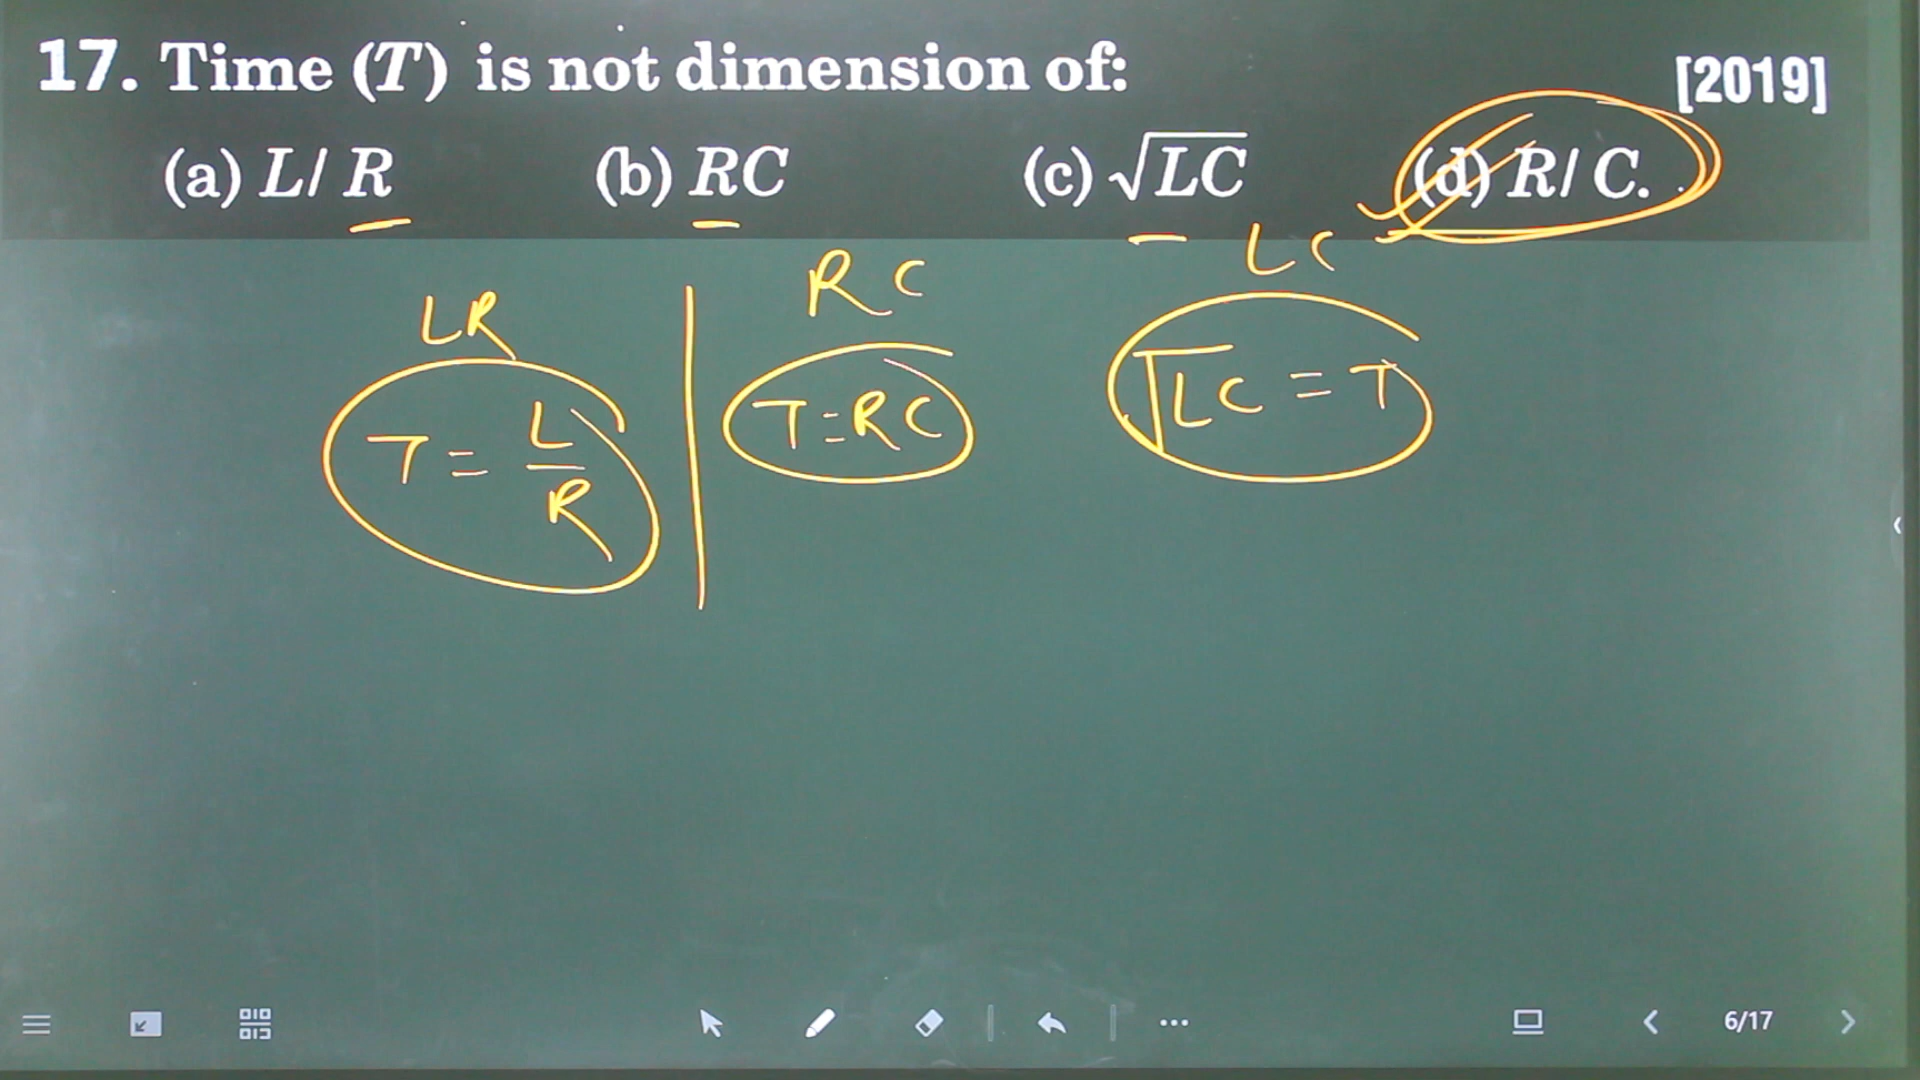 17. Time (T) is not dimension of: [2019]
(a) L/ R (b) RC (c) √LC (d) R/ C.
LR
T = L/R
RC
T = RC
LC
√LC = T
6/17